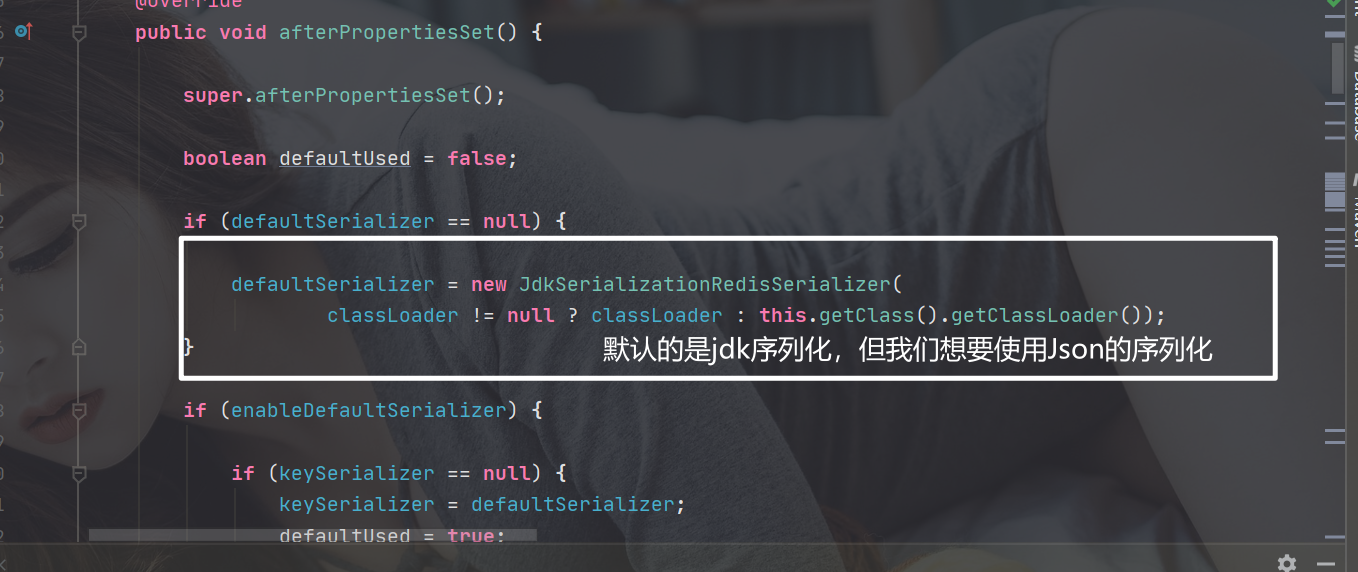 @Override
public void afterPropertiesSet() {
super.afterPropertiesSet();
boolean defaultUsed = false;
if (defaultSerializer == null) {
defaultSerializer = new JdkSerializationRedisSerializer(
classLoader != null ? classLoader : this.getClass().getClassLoader());
}
默认的是jdk序列化，但我们想要使用Json的序列化
if (enableDefaultSerializer) {
if (keySerializer == null) {
keySerializer = defaultSerializer;
defaultUsed = true;
Database
Maven